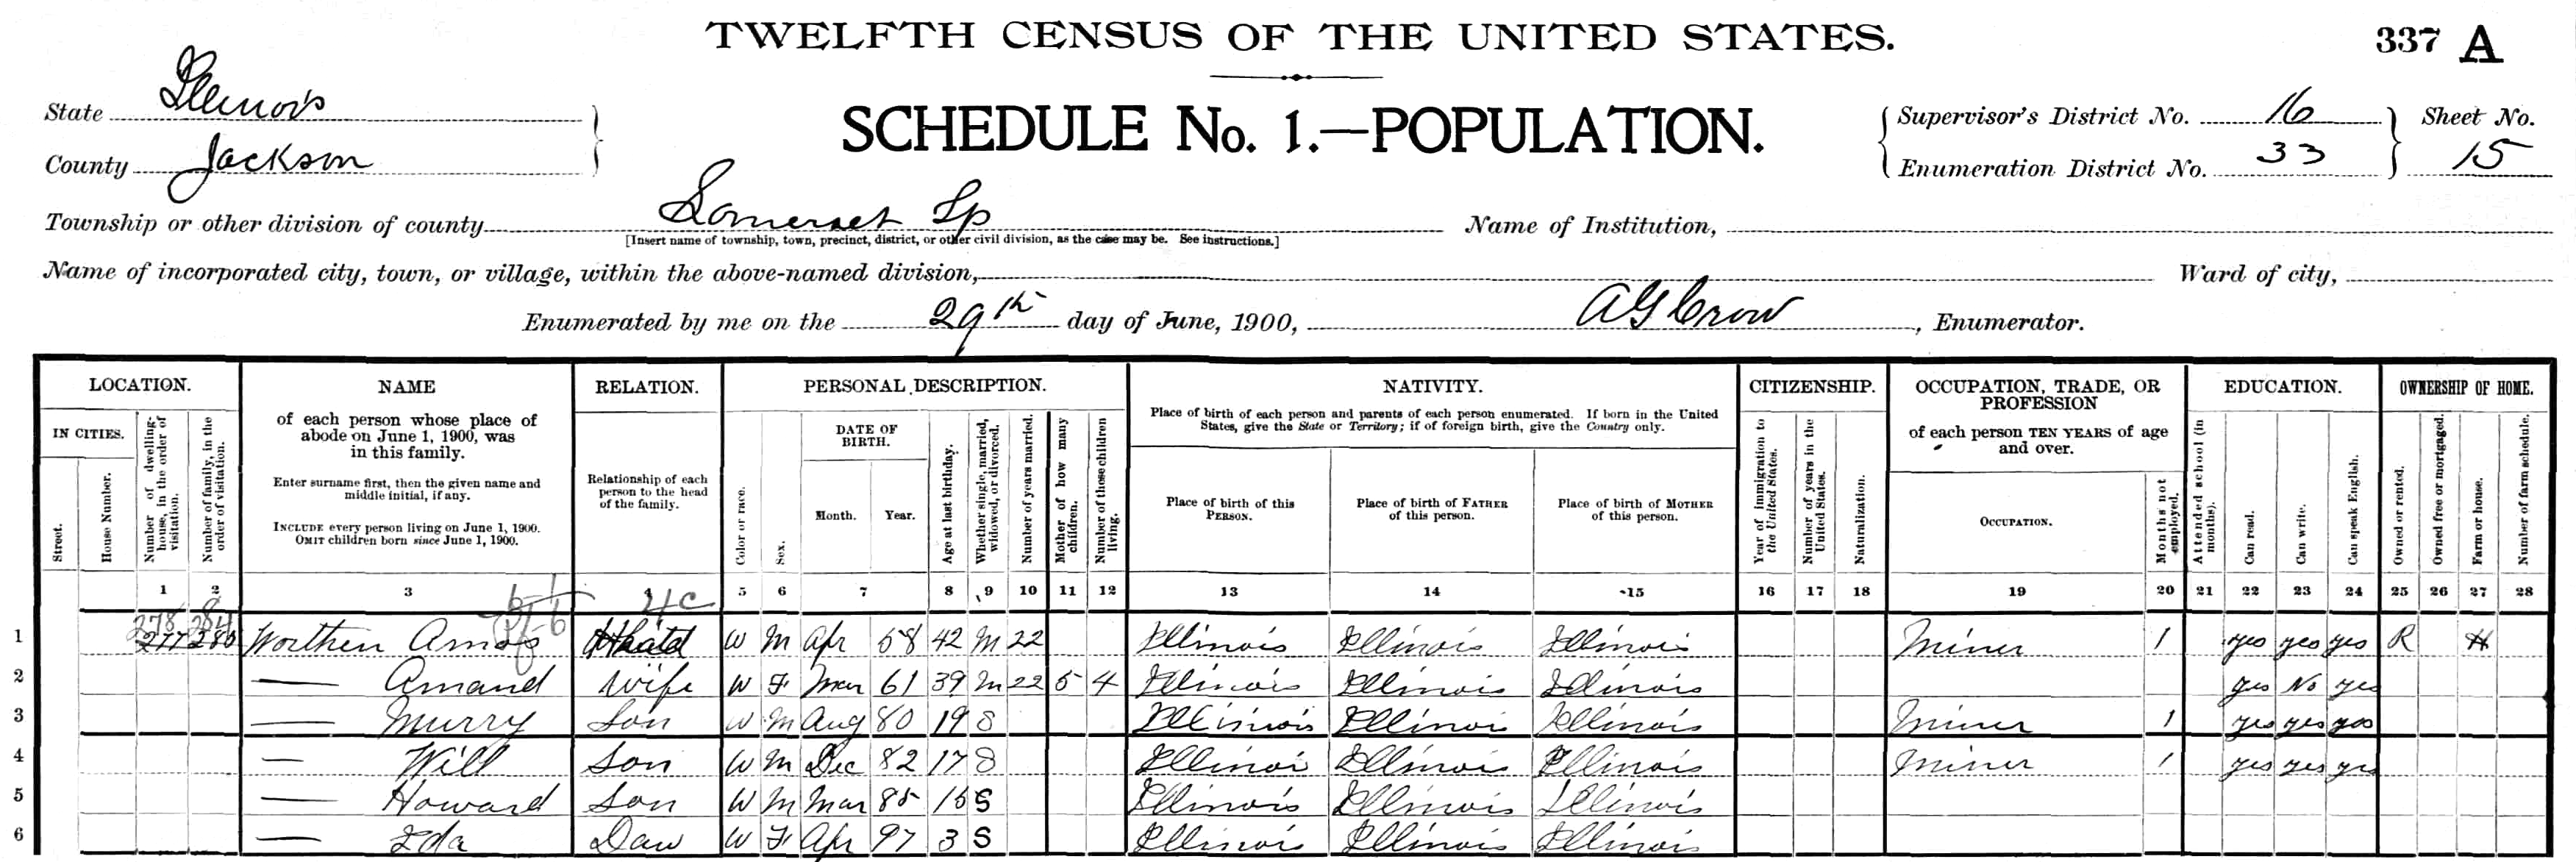 TWELFTH CENSUS OF THE UNITED STATES.
337 A
State Illinois
County Jackson
SCHEDULE No. 1.—POPULATION.
Supervisor's District No. 16
Enumeration District No. 33
Sheet No.
15
Township or other division of county Somerset Tp
[Insert name of township, town, precinct, district, or other civil division, as the case may be. See instructions.]
Name of Institution,
Name of incorporated city, town, or village, within the above-named division,
Ward of city,
Enumerated by me on the 29th day of June, 1900, A G Crow, Enumerator.
LOCATION.
IN CITIES.
Street.
House Number.
Number of dwelling-house, in the order of visitation.
Number of family, in the order of visitation.
NAME
of each person whose place of
abode on June 1, 1900, was
in this family.
Enter surname first, then the given name and
middle initial, if any.
INCLUDE every person living on June 1, 1900.
OMIT children born since June 1, 1900.
RELATION.
Relationship of each
person to the head
of the family.
PERSONAL DESCRIPTION.
Color or race.
Sex.
DATE OF
BIRTH.
Month. Year.
Age at last birthday.
Whether single, married, widowed, or divorced.
Number of years married.
Mother of how many children.
Number of those children living.
NATIVITY.
Place of birth of each person and parents of each person enumerated. If born in the United
States, give the State or Territory; if of foreign birth, give the Country only.
Place of birth of this
PERSON.
Place of birth of FATHER
of this person.
Place of birth of MOTHER
of this person.
CITIZENSHIP.
Year of immigration to the United States.
Number of years in the United States.
Naturalization.
OCCUPATION, TRADE, OR
PROFESSION
of each person TEN YEARS of age
and over.
OCCUPATION.
Months not employed.
EDUCATION.
Attended school (in months).
Can read.
Can write.
Can speak English.
OWNERSHIP OF HOME.
Owned or rented.
Owned free or mortgaged.
Farm or house.
Number of farm schedule.
1 2 3 4 5 6 7 8 9 10 11 12 13 14 15 16 17 18 19 20 21 22 23 24 25 26 27 28
278 284
1 277 280 Worthen Amos Head W M Apr 58 42 M 22 Illinois Illinois Illinois Miner 1 yes yes yes R H
2 — Amand wife W F Mar 61 39 M 22 5 4 Illinois Illinois Illinois yes No yes
3 — Murry Son W M Aug 80 19 S Illinois Illinois Illinois Miner 1 yes yes yes
4 — Will Son W M Dec 82 17 S Illinoi Illinois Illinois Miner 1 yes yes yes
5 — Howard Son W M Mar 85 15 S Illinois Illinois Illinois
6 — Ida Dau W F Apr 97 3 S Illinois Illinois Illinois